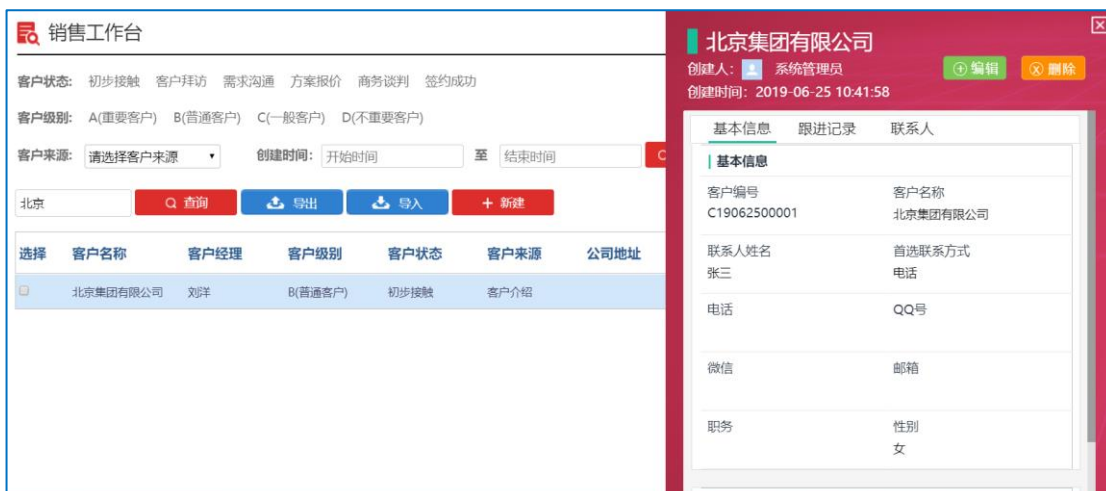 销售工作台
客户状态: 初步接触 客户拜访 需求沟通 方案报价 商务谈判 签约成功
客户级别: A(重要客户) B(普通客户) C(一般客户) D(不重要客户)
客户来源: 请选择客户来源 创建时间: 开始时间 至 结束时间
北京 查询 导出 导入 + 新建
选择 客户名称 客户经理 客户级别 客户状态 客户来源 公司地址
北京集团有限公司 刘洋 B(普通客户) 初步接触 客户介绍
北京集团有限公司
创建人: 系统管理员 编辑 删除
创建时间: 2019-06-25 10:41:58
基本信息 跟进记录 联系人
基本信息
客户编号 客户名称
C19062500001 北京集团有限公司
联系人姓名 首选联系方式
张三 电话
电话 QQ号
微信 邮箱
职务 性别
女